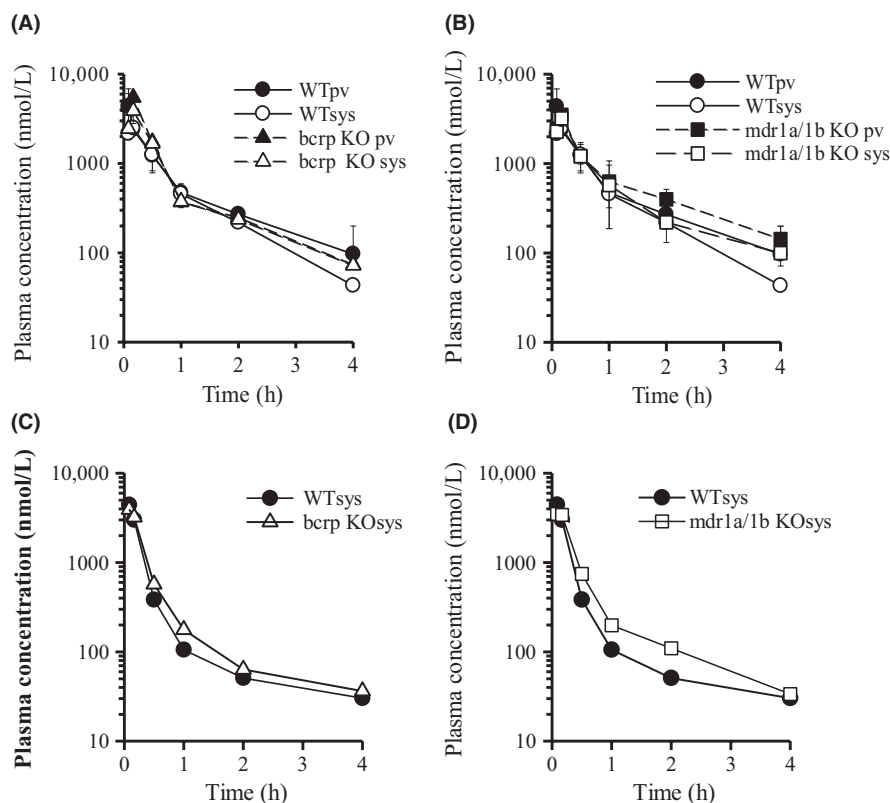 (A)
Plasma concentration (nmol/L)
10,000
1000
100
10
0
1
2
4
Time (h)
WTpv
WTsys
bcrp KO pv
bcrp KO sys
(B)
Plasma concentration (nmol/L)
10,000
1000
100
10
0
1
2
4
Time (h)
WTpv
WTsys
mdr1a/1b KO pv
mdr1a/1b KO sys
(C)
Plasma concentration (nmol/L)
10,000
1000
100
10
0
1
2
4
Time (h)
WTsys
bcrp KOsys
(D)
Plasma concentration (nmol/L)
10,000
1000
100
10
0
1
2
4
Time (h)
WTsys
mdr1a/1b KOsys